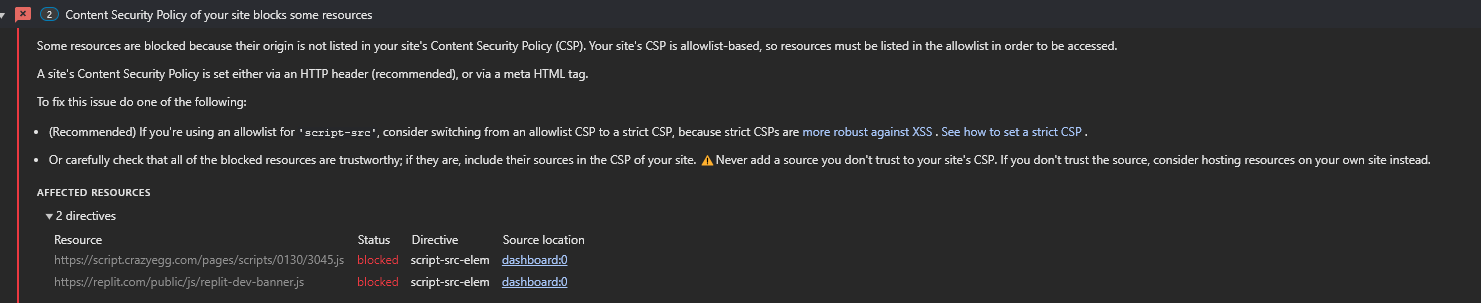 2 Content Security Policy of your site blocks some resources
Some resources are blocked because their origin is not listed in your site's Content Security Policy (CSP). Your site's CSP is allowlist-based, so resources must be listed in the allowlist in order to be accessed.
A site's Content Security Policy is set either via an HTTP header (recommended), or via a meta HTML tag.
To fix this issue do one of the following:
• (Recommended) If you're using an allowlist for 'script-src', consider switching from an allowlist CSP to a strict CSP, because strict CSPs are more robust against XSS . See how to set a strict CSP .
• Or carefully check that all of the blocked resources are trustworthy; if they are, include their sources in the CSP of your site. ⚠Never add a source you don't trust to your site's CSP. If you don't trust the source, consider hosting resources on your own site instead.
AFFECTED RESOURCES
▼ 2 directives
Resource Status Directive Source location
https://script.crazyegg.com/pages/scripts/0130/3045.js blocked script-src-elem dashboard:0
https://replit.com/public/js/replit-dev-banner.js blocked script-src-elem dashboard:0